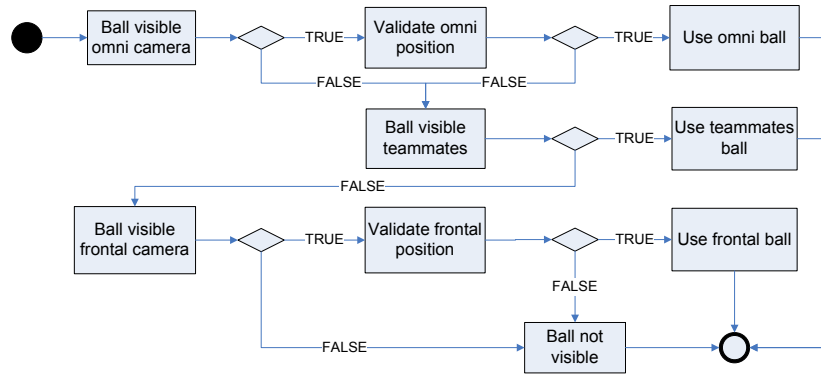 Ball visible
omni camera
TRUE
Validate omni
position
TRUE
Use omni ball
FALSE
FALSE
Ball visible
teammates
TRUE
Use teammates
ball
FALSE
Ball visible
frontal camera
TRUE
Validate frontal
position
TRUE
Use frontal ball
FALSE
FALSE
Ball not
visible